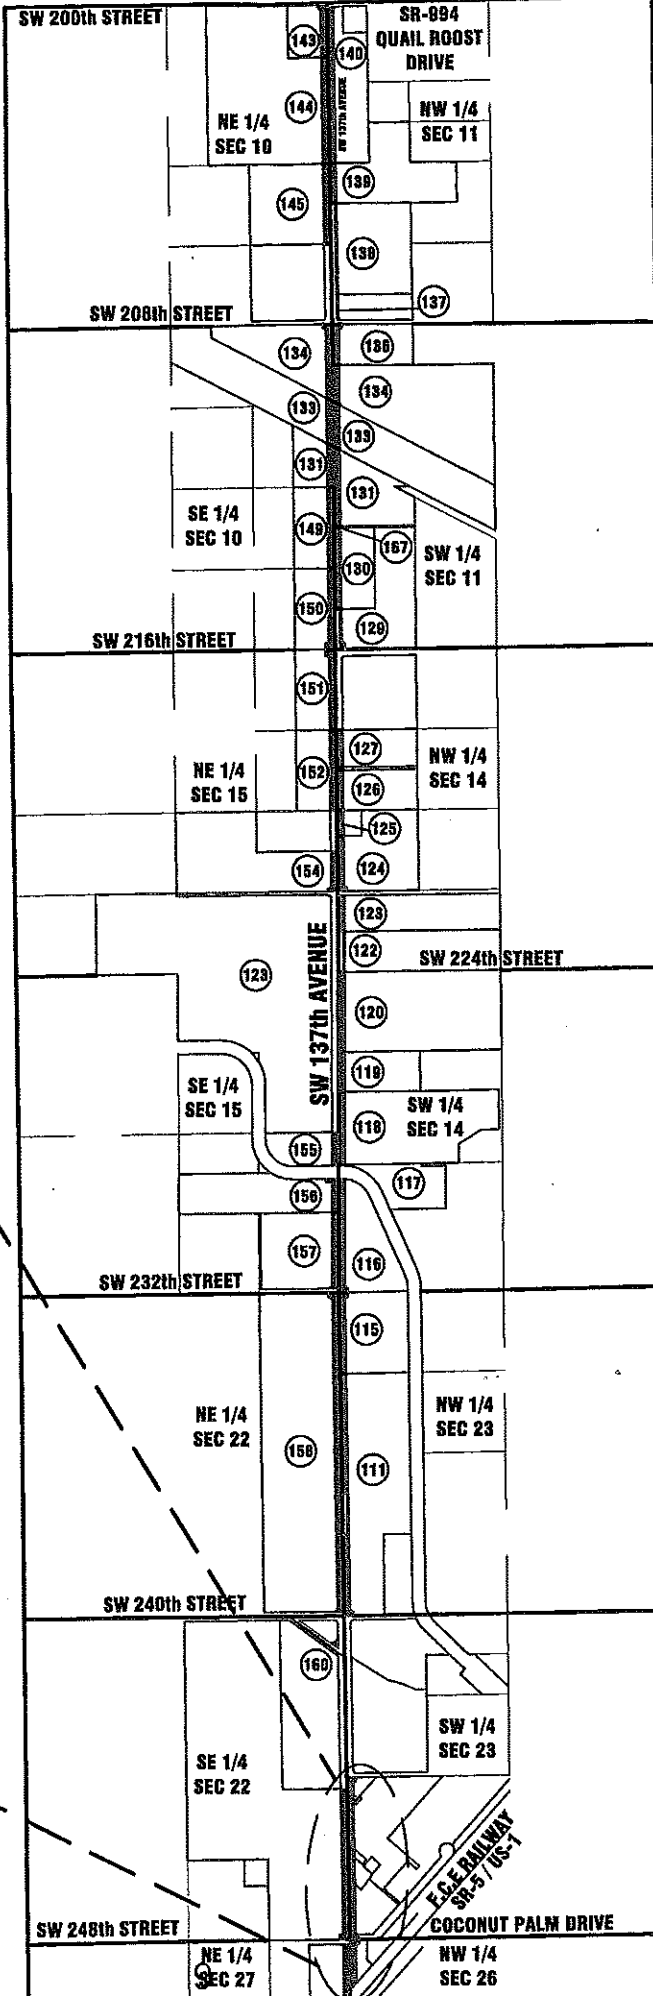 SW 200th STREET
SR-994
QUAIL ROOST
DRIVE
143
140
SW 137th AVENUE
144
NE 1/4
SEC 10
NW 1/4
SEC 11
139
145
138
137
SW 208th STREET
134
136
134
133
133
131
131
SE 1/4
SEC 10
149
167
130
SW 1/4
SEC 11
150
129
SW 216th STREET
151
127
NW 1/4
SEC 14
152
NE 1/4
SEC 15
126
125
154
124
123
122
SW 224th STREET
123
SW 137th AVENUE
120
119
SE 1/4
SEC 15
118
SW 1/4
SEC 14
155
117
156
157
116
SW 232th STREET
115
NE 1/4
SEC 22
NW 1/4
SEC 23
158
111
SW 240th STREET
160
SW 1/4
SEC 23
SE 1/4
SEC 22
F.C.E RAILWAY
SR-5 / US-1
SW 248th STREET
COCONUT PALM DRIVE
NE 1/4
SEC 27
NW 1/4
SEC 26
9